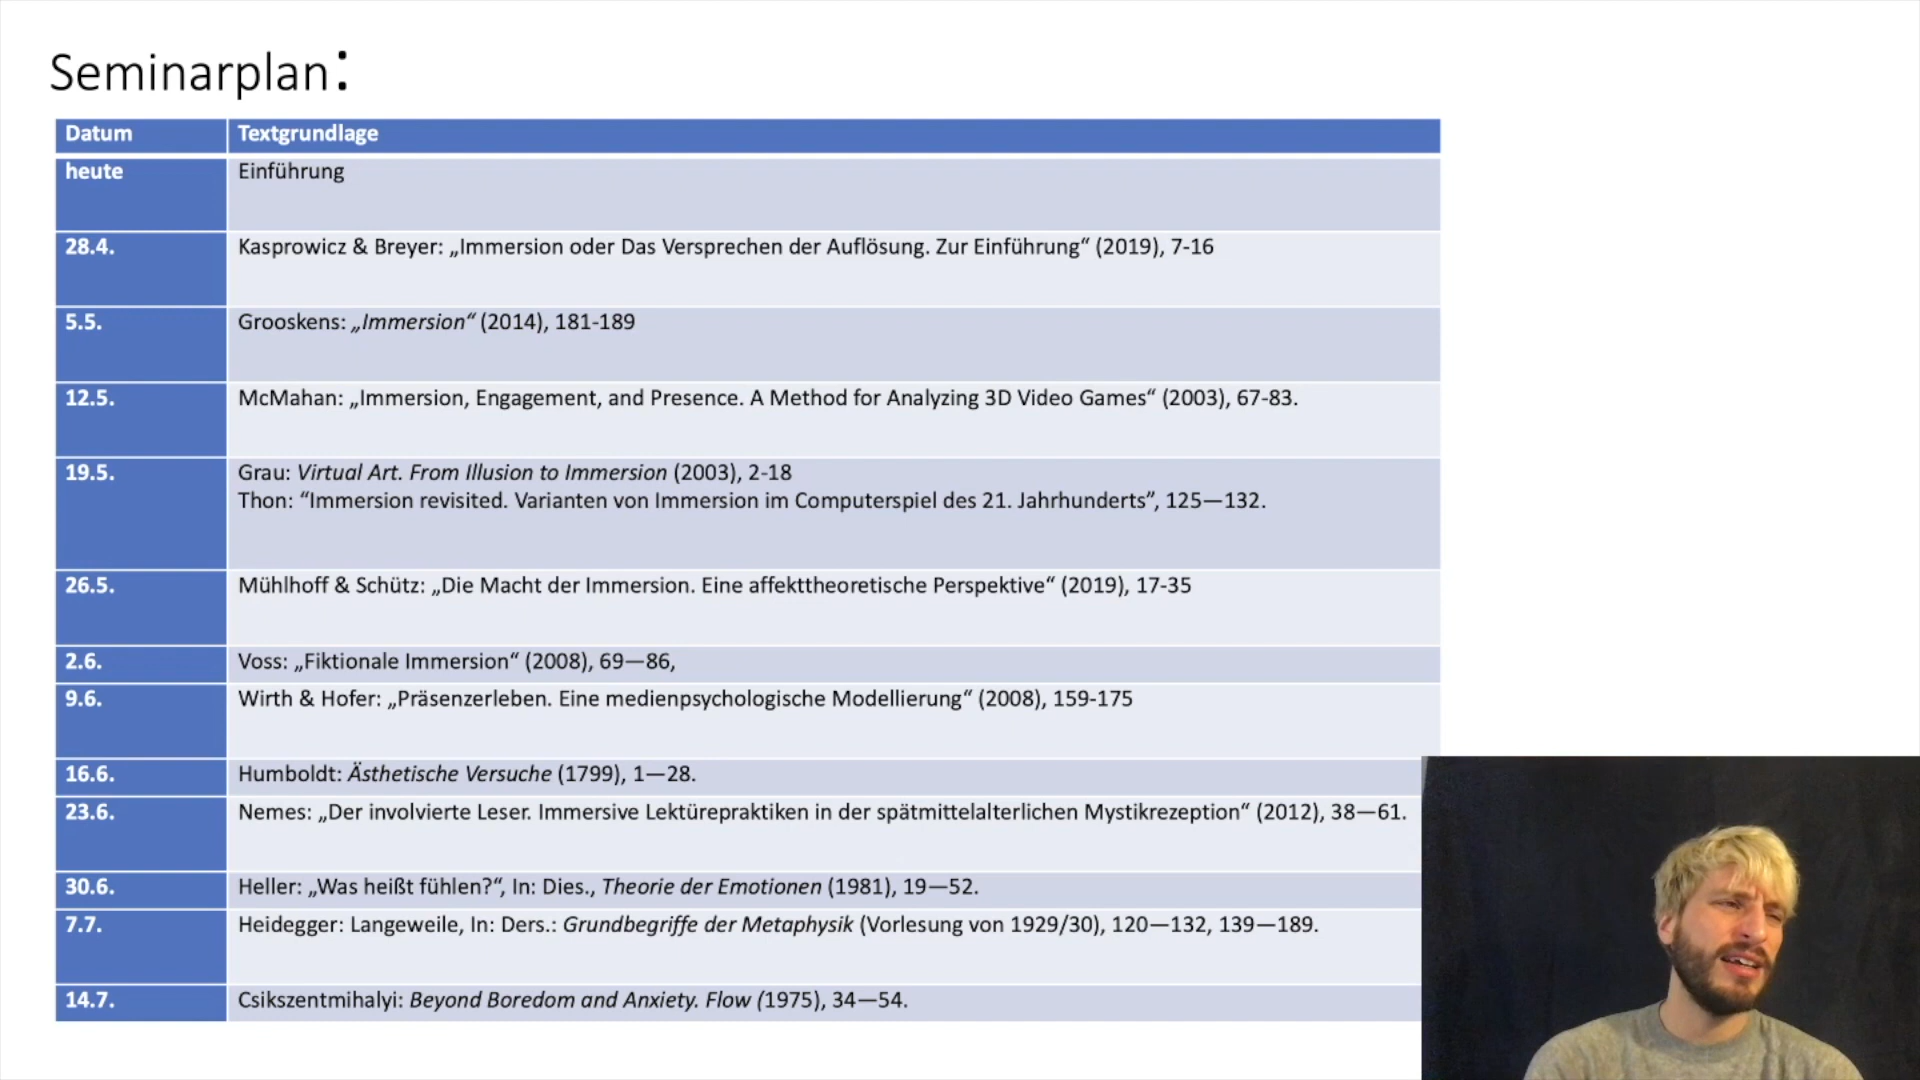 Seminarplan:
Datum Textgrundlage
heute Einführung
28.4. Kasprowicz & Breyer: „Immersion oder Das Versprechen der Auflösung. Zur Einführung“ (2019), 7-16
5.5. Grooskens: „Immersion“ (2014), 181-189
12.5. McMahan: „Immersion, Engagement, and Presence. A Method for Analyzing 3D Video Games“ (2003), 67-83.
19.5. Grau: Virtual Art. From Illusion to Immersion (2003), 2-18
Thon: “Immersion revisited. Varianten von Immersion im Computerspiel des 21. Jahrhunderts”, 125—132.
26.5. Mühlhoff & Schütz: „Die Macht der Immersion. Eine affekttheoretische Perspektive“ (2019), 17-35
2.6. Voss: „Fiktionale Immersion“ (2008), 69—86,
9.6. Wirth & Hofer: „Präsenzerleben. Eine medienpsychologische Modellierung“ (2008), 159-175
16.6. Humboldt: Ästhetische Versuche (1799), 1—28.
23.6. Nemes: „Der involvierte Leser. Immersive Lektürepraktiken in der spätmittelalterlichen Mystikrezeption“ (2012), 38—61.
30.6. Heller: „Was heißt fühlen?“, In: Dies., Theorie der Emotionen (1981), 19—52.
7.7. Heidegger: Langeweile, In: Ders.: Grundbegriffe der Metaphysik (Vorlesung von 1929/30), 120—132, 139—189.
14.7. Csikszentmihalyi: Beyond Boredom and Anxiety. Flow (1975), 34—54.